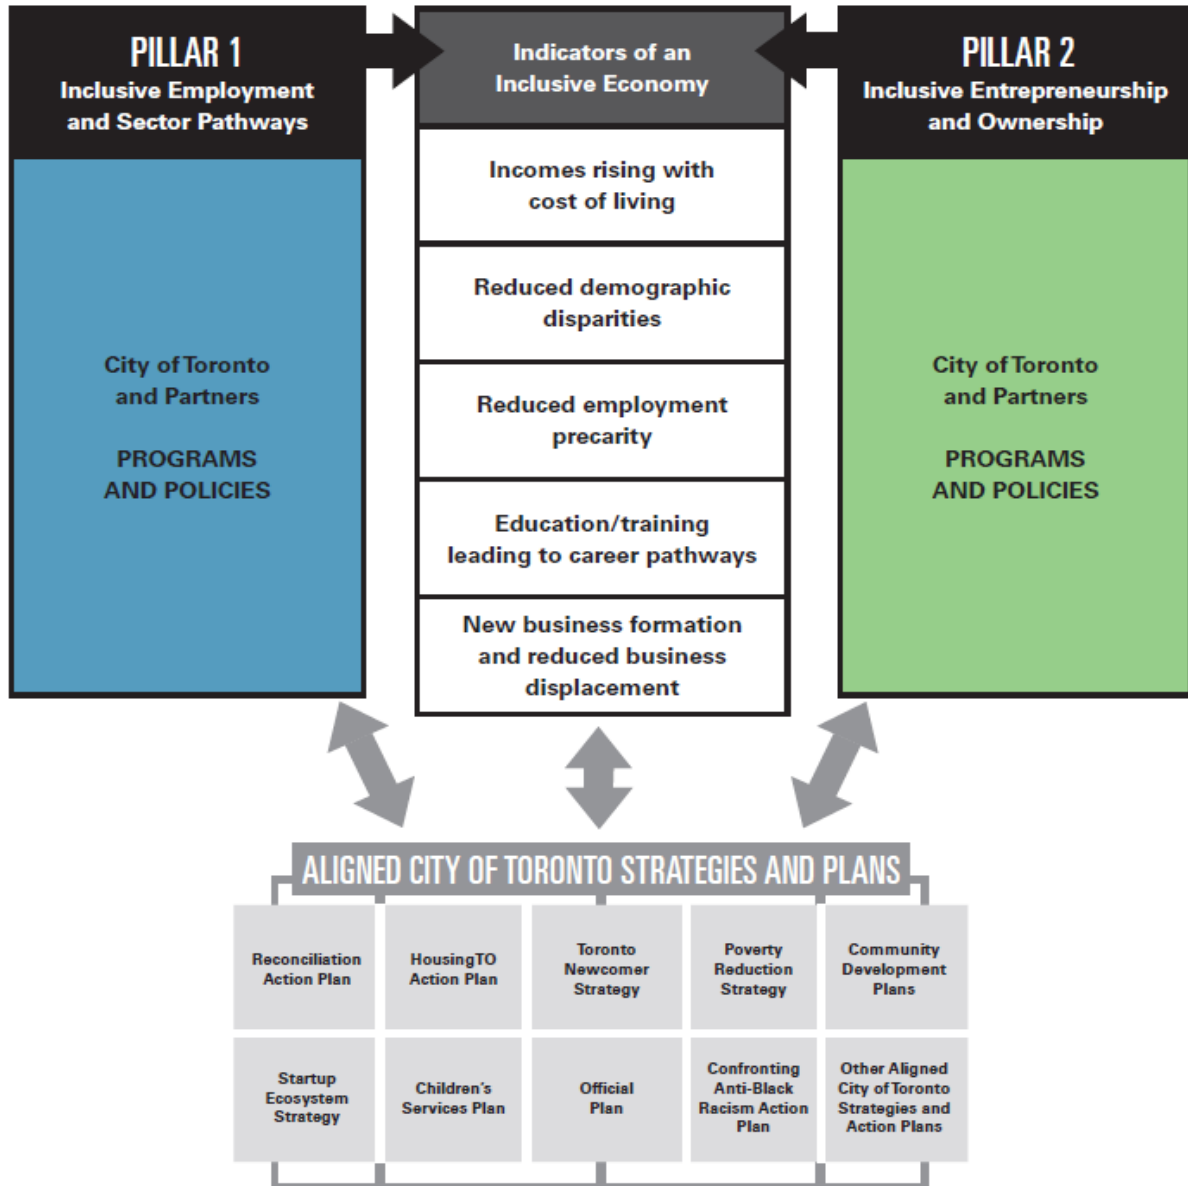 PILLAR 1
Inclusive Employment
and Sector Pathways
City of Toronto
and Partners
PROGRAMS
AND POLICIES
Indicators of an
Inclusive Economy
Incomes rising with
cost of living
Reduced demographic
disparities
Reduced employment
precarity
Education/training
leading to career pathways
New business formation
and reduced business
displacement
PILLAR 2
Inclusive Entrepreneurship
and Ownership
City of Toronto
and Partners
PROGRAMS
AND POLICIES
ALIGNED CITY OF TORONTO STRATEGIES AND PLANS
Reconciliation
Action Plan
HousingTO
Action Plan
Toronto
Newcomer
Strategy
Poverty
Reduction
Strategy
Community
Development
Plans
Startup
Ecosystem
Strategy
Children's
Services Plan
Official
Plan
Confronting
Anti-Black
Racism Action
Plan
Other Aligned
City of Toronto
Strategies and
Action Plans